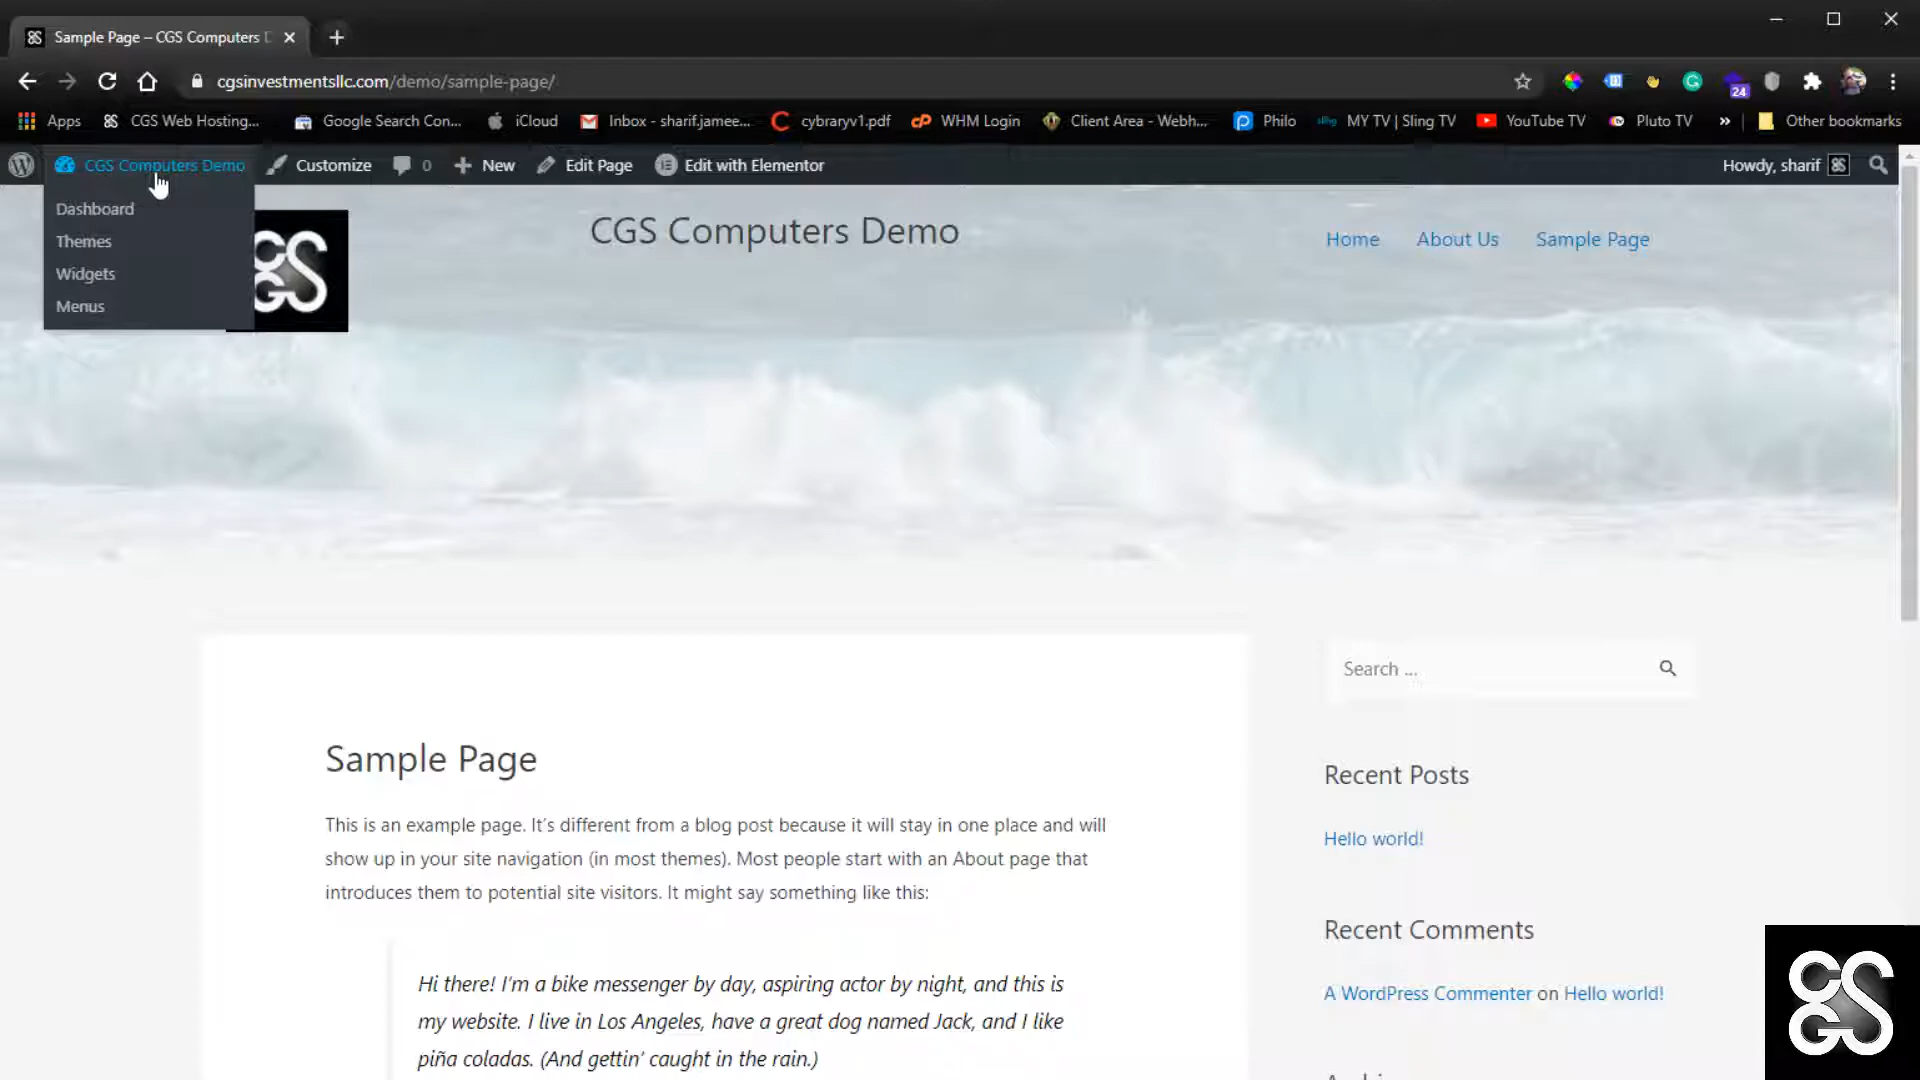 Sample Page – CGS Computers D
cgsinvestmentsllc.com/demo/sample-page/
24
Apps
CGS Web Hosting...
Google Search Con...
iCloud
Inbox - sharif.jamee...
cybraryv1.pdf
WHM Login
Client Area - Webh...
Philo
MY TV | Sling TV
YouTube TV
Pluto TV
»
Other bookmarks
CGS Computers Demo
Customize
0
New
Edit Page
Edit with Elementor
Howdy, sharif
Dashboard
Themes
Widgets
Menus
CGS Computers Demo
Home
About Us
Sample Page
Search ...
Sample Page
This is an example page. It’s different from a blog post because it will stay in one place and will
show up in your site navigation (in most themes). Most people start with an About page that
introduces them to potential site visitors. It might say something like this:
Hi there! I’m a bike messenger by day, aspiring actor by night, and this is
my website. I live in Los Angeles, have a great dog named Jack, and I like
piña coladas. (And gettin’ caught in the rain.)
Recent Posts
Hello world!
Recent Comments
A WordPress Commenter on Hello world!